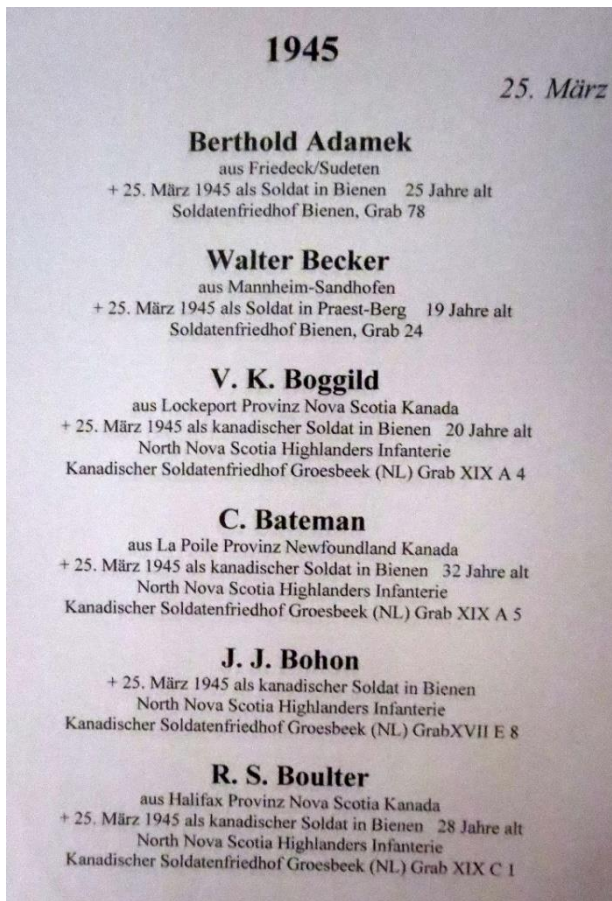 1945
25. März
Berthold Adamek
aus Friedeck/Sudeten
+ 25. März 1945 als Soldat in Bienen 25 Jahre alt
Soldatenfriedhof Bienen, Grab 78
Walter Becker
aus Mannheim-Sandhofen
+ 25. März 1945 als Soldat in Praest-Berg 19 Jahre alt
Soldatenfriedhof Bienen, Grab 24
V. K. Boggild
aus Lockeport Provinz Nova Scotia Kanada
+ 25. März 1945 als kanadischer Soldat in Bienen 20 Jahre alt
North Nova Scotia Highlanders Infanterie
Kanadischer Soldatenfriedhof Groesbeek (NL) Grab XIX A 4
C. Bateman
aus La Poile Provinz Newfoundland Kanada
+ 25. März 1945 als kanadischer Soldat in Bienen 32 Jahre alt
North Nova Scotia Highlanders Infanterie
Kanadischer Soldatenfriedhof Groesbeek (NL) Grab XIX A 5
J. J. Bohon
+ 25. März 1945 als kanadischer Soldat in Bienen
North Nova Scotia Highlanders Infanterie
Kanadischer Soldatenfriedhof Groesbeek (NL) GrabXVII E 8
R. S. Boulter
aus Halifax Provinz Nova Scotia Kanada
+ 25. März 1945 als kanadischer Soldat in Bienen 28 Jahre alt
North Nova Scotia Highlanders Infanterie
Kanadischer Soldatenfriedhof Groesbeek (NL) Grab XIX C 1